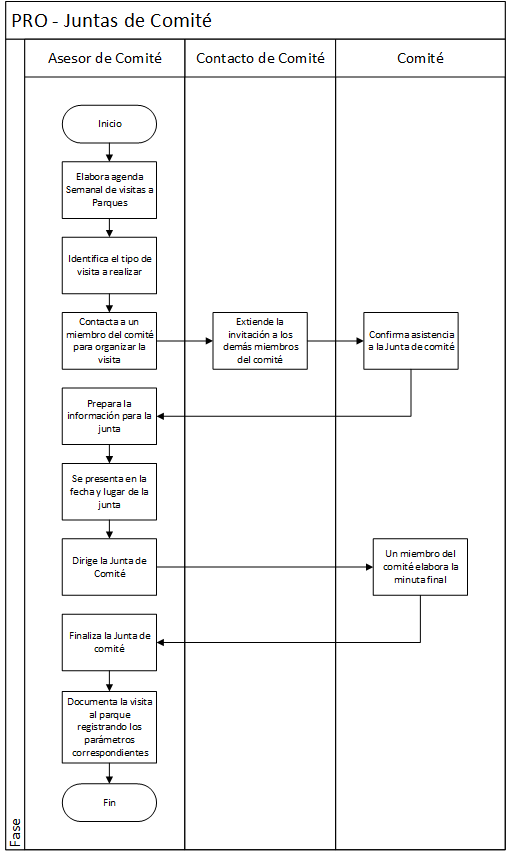 PRO - Juntas de Comité
Asesor de Comité
Contacto de Comité
Comité
Inicio
Elabora agenda
Semanal de visitas a
Parques
Identifica el tipo de
visita a realizar
Contacta a un
miembro del comité
para organizar la
visita
Extiende la
invitación a los
demás miembros
del comité
Confirma asistencia
a la Junta de comité
Prepara la
información para la
junta
Se presenta en la
fecha y lugar de la
junta
Dirige la Junta de
Comité
Un miembro del
comité elabora la
minuta final
Finaliza la Junta de
comité
Documenta la visita
al parque
registrando los
parámetros
correspondientes
Fin
Fase